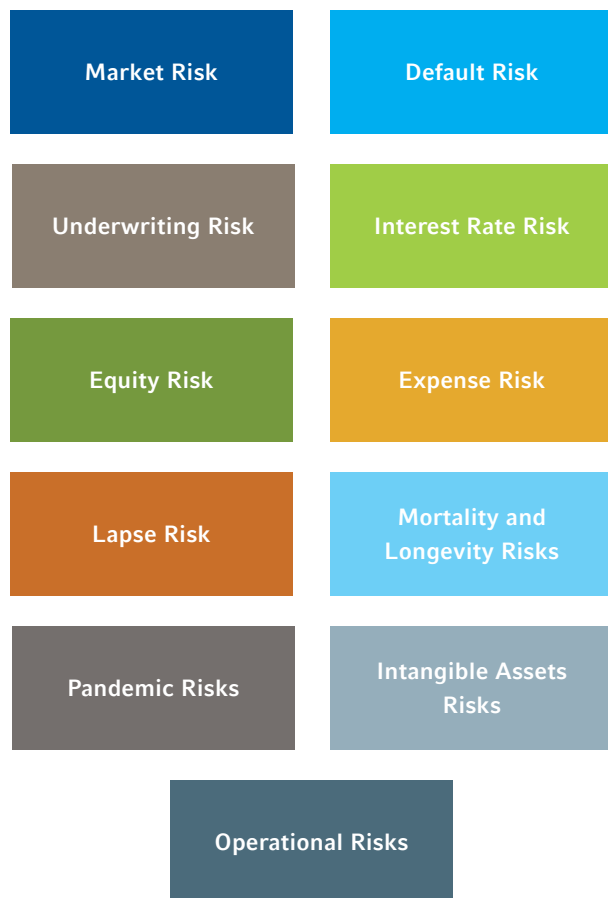 Market Risk
Default Risk
Underwriting Risk
Interest Rate Risk
Equity Risk
Expense Risk
Lapse Risk
Mortality and
Longevity Risks
Pandemic Risks
Intangible Assets
Risks
Operational Risks